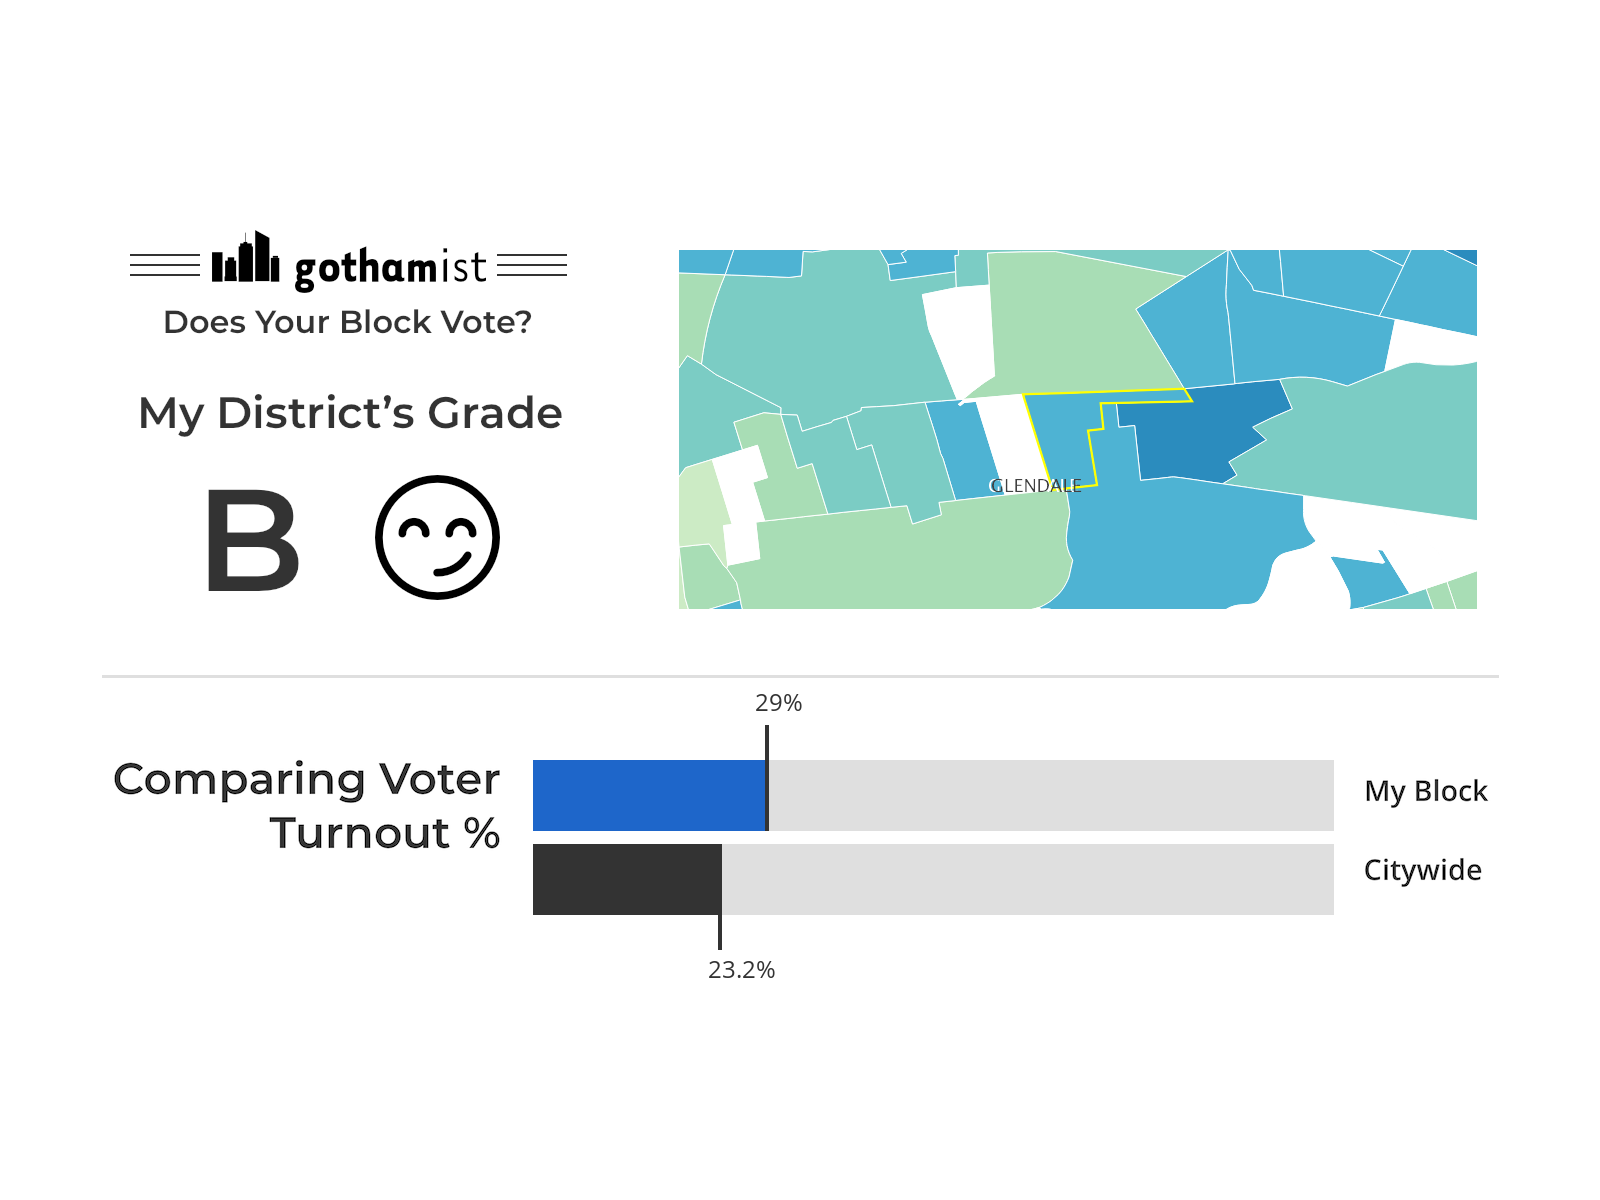 gothamist
Does Your Block Vote?
My District's Grade
B
GLENDALE
29%
Comparing Voter
Turnout %
My Block
Citywide
23.2%